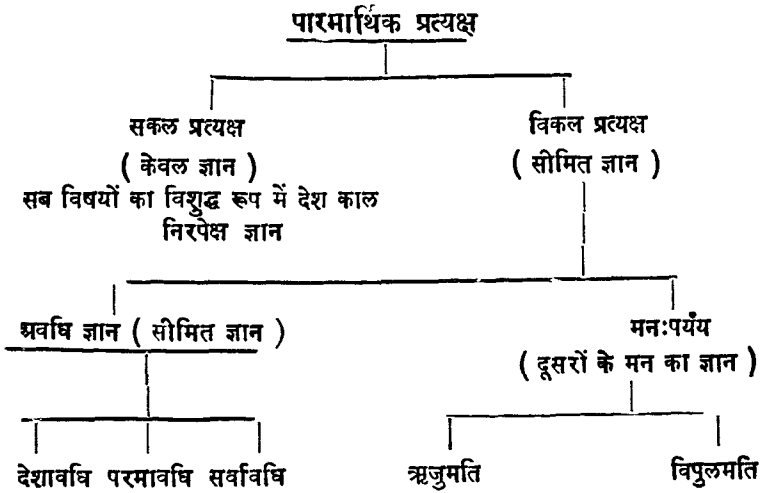 पारमार्थिक प्रत्यक्ष
सकल प्रत्यक्ष
( केवल ज्ञान )
सब विषयों का विशुद्ध रूप में देश काल
निरपेक्ष ज्ञान
विकल प्रत्यक्ष
( सीमित ज्ञान )
अवधि ज्ञान ( सीमित ज्ञान )
मनःपर्यय
( दूसरों के मन का ज्ञान )
देशावधि परमावधि सर्वावधि
ऋजुमति
विपुलमति